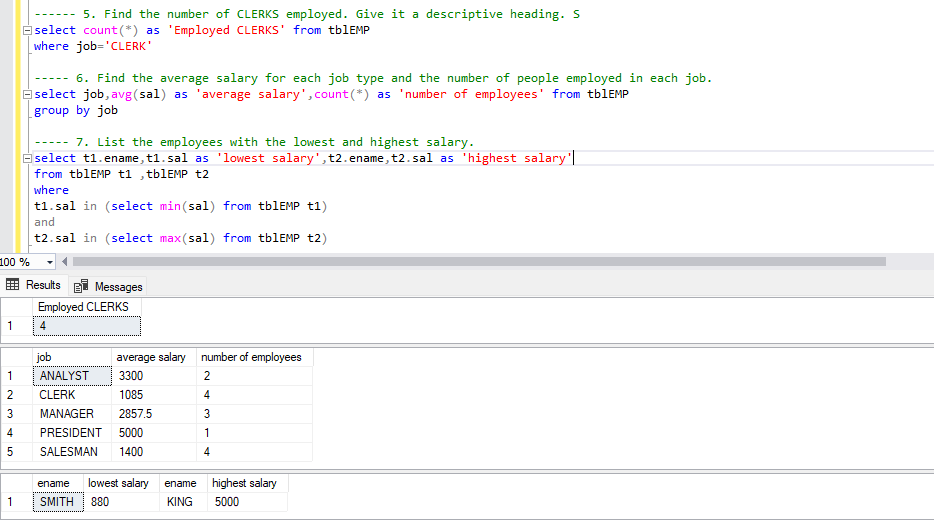 ------ 5. Find the number of CLERKS employed. Give it a descriptive heading. S
select count(*) as 'Employed CLERKS' from tblEMP
where job='CLERK'
----- 6. Find the average salary for each job type and the number of people employed in each job.
select job,avg(sal) as 'average salary',count(*) as 'number of employees' from tblEMP
group by job
----- 7. List the employees with the lowest and highest salary.
select t1.ename,t1.sal as 'lowest salary',t2.ename,t2.sal as 'highest salary'
from tblEMP t1 ,tblEMP t2
where
t1.sal in (select min(sal) from tblEMP t1)
and
t2.sal in (select max(sal) from tblEMP t2)
100 %
Results Messages
Employed CLERKS
1 4
job average salary number of employees
1 ANALYST 3300 2
2 CLERK 1085 4
3 MANAGER 2857.5 3
4 PRESIDENT 5000 1
5 SALESMAN 1400 4
ename lowest salary ename highest salary
1 SMITH 880 KING 5000